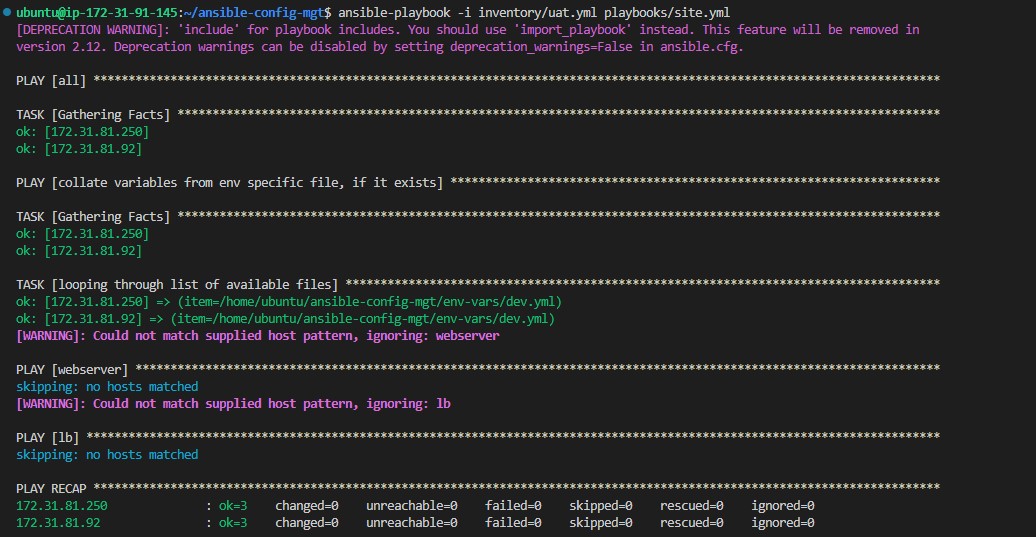 ubuntu@ip-172-31-91-145:~/ansible-config-mgt$ ansible-playbook -i inventory/uat.yml playbooks/site.yml
[DEPRECATION WARNING]: 'include' for playbook includes. You should use 'import_playbook' instead. This feature will be removed in
version 2.12. Deprecation warnings can be disabled by setting deprecation_warnings=False in ansible.cfg.
PLAY [all] *************************************************************************************************************************
TASK [Gathering Facts] *************************************************************************************************************
ok: [172.31.81.250]
ok: [172.31.81.92]
PLAY [collate variables from env specific file, if it exists] **********************************************************************
TASK [Gathering Facts] *************************************************************************************************************
ok: [172.31.81.250]
ok: [172.31.81.92]
TASK [looping through list of available files] *************************************************************************************
ok: [172.31.81.250] => (item=/home/ubuntu/ansible-config-mgt/env-vars/dev.yml)
ok: [172.31.81.92] => (item=/home/ubuntu/ansible-config-mgt/env-vars/dev.yml)
[WARNING]: Could not match supplied host pattern, ignoring: webserver
PLAY [webserver] *******************************************************************************************************************
skipping: no hosts matched
[WARNING]: Could not match supplied host pattern, ignoring: lb
PLAY [lb] **************************************************************************************************************************
skipping: no hosts matched
PLAY RECAP *************************************************************************************************************************
172.31.81.250              : ok=3    changed=0    unreachable=0    failed=0    skipped=0    rescued=0    ignored=0
172.31.81.92               : ok=3    changed=0    unreachable=0    failed=0    skipped=0    rescued=0    ignored=0